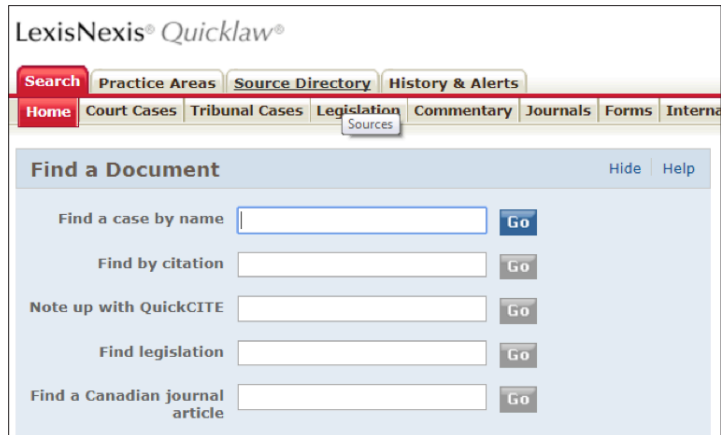 LexisNexis® Quicklaw®
Search Practice Areas Source Directory History & Alerts
Home Court Cases Tribunal Cases Legislation Commentary Journals Forms Interna
Sources
Find a Document Hide Help
Find a case by name Go
Find by citation Go
Note up with QuickCITE Go
Find legislation Go
Find a Canadian journal
article Go